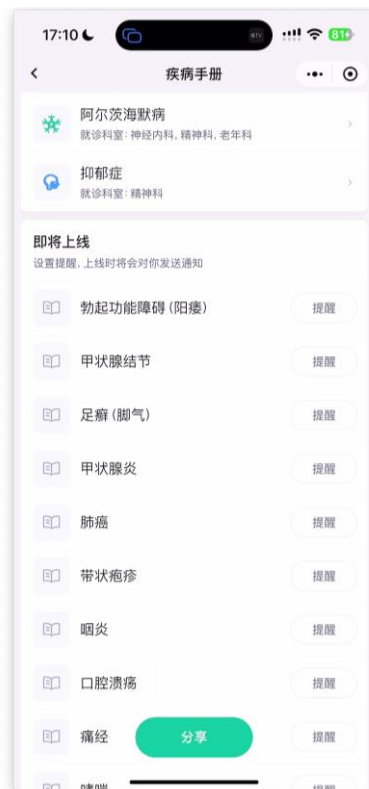 17:10
tv
81
疾病手册
阿尔茨海默病
就诊科室：神经内科, 精神科, 老年科
抑郁症
就诊科室：精神科
即将上线
设置提醒, 上线时将会对你发送通知
勃起功能障碍 (阳痿)
提醒
甲状腺结节
提醒
足癣 (脚气)
提醒
甲状腺炎
提醒
肺癌
提醒
带状疱疹
提醒
咽炎
提醒
口腔溃疡
提醒
痛经
分享
提醒